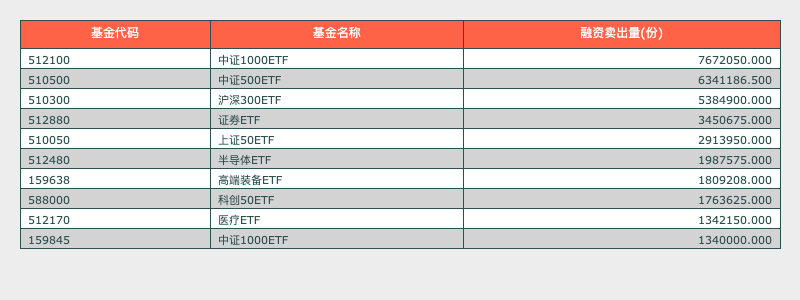 基金代码 基金名称 融资卖出量(份)
512100 中证1000ETF 7672050.000
510500 中证500ETF 6341186.500
510300 沪深300ETF 5384900.000
512880 证券ETF 3450675.000
510050 上证50ETF 2913950.000
512480 半导体ETF 1987575.000
159638 高端装备ETF 1809208.000
588000 科创50ETF 1763625.000
512170 医疗ETF 1342150.000
159845 中证1000ETF 1340000.000